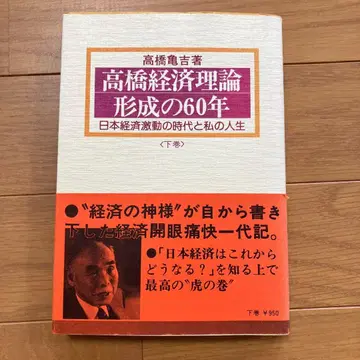 高橋亀吉著
高橋経済理論
形成の60年
日本経済激動の時代と私の人生
〈下巻〉
●〝経済の神様〟が自から書き
下した経済開眼痛快一代記。
●「日本経済はこれから
どうなる?」を知る上で
最高の〝虎の巻〟
下巻 ¥950